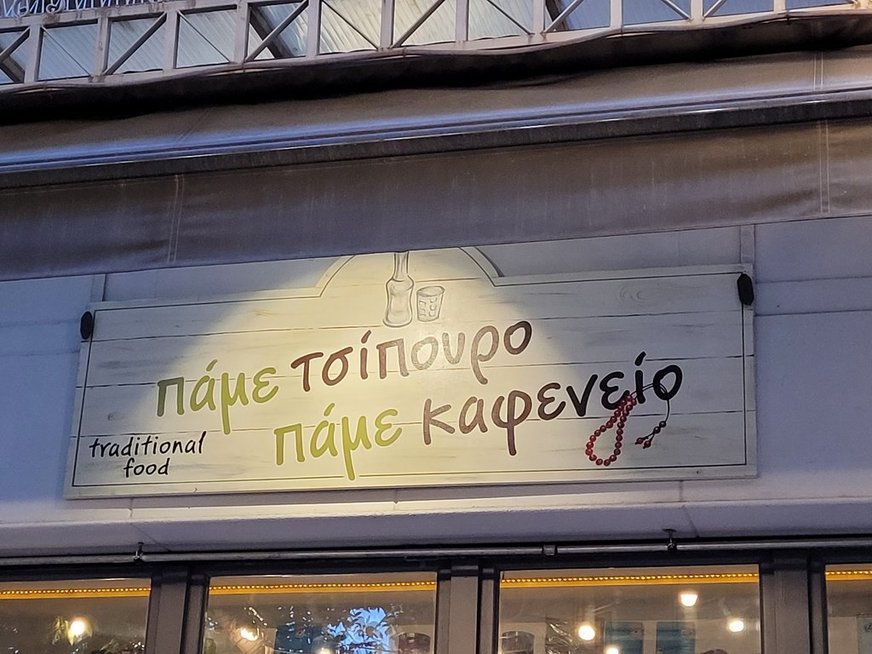 πάμε τσίπουρο
πάμε καφενείο
traditional
food